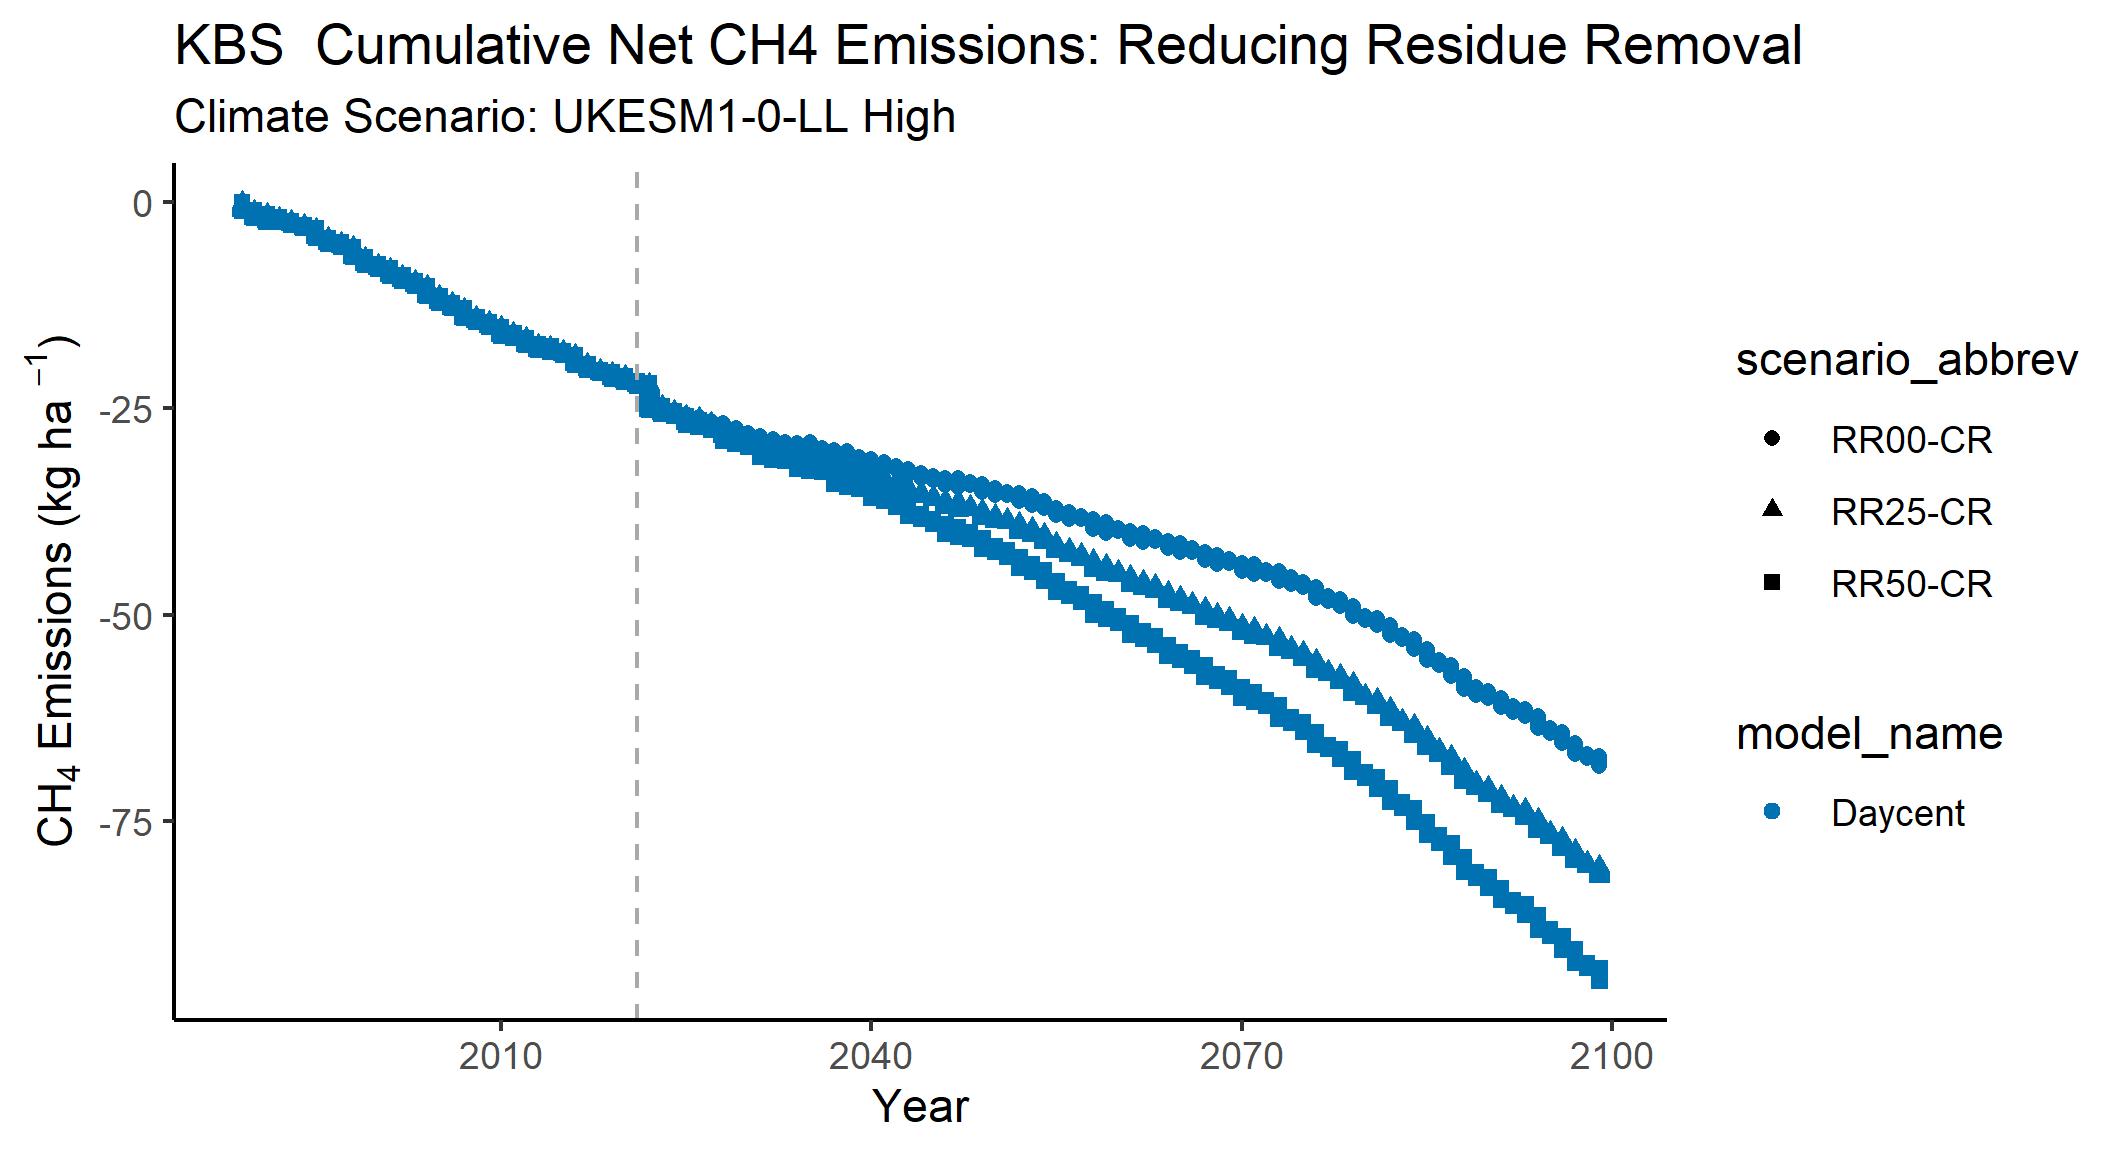 KBS  Cumulative Net CH4 Emissions: Reducing Residue Removal
Climate Scenario: UKESM1-0-LL High
CH₄ Emissions (kg ha ⁻¹)
0
-25
-50
-75
2010
2040
2070
2100
Year
scenario_abbrev
RR00-CR
RR25-CR
RR50-CR
model_name
Daycent